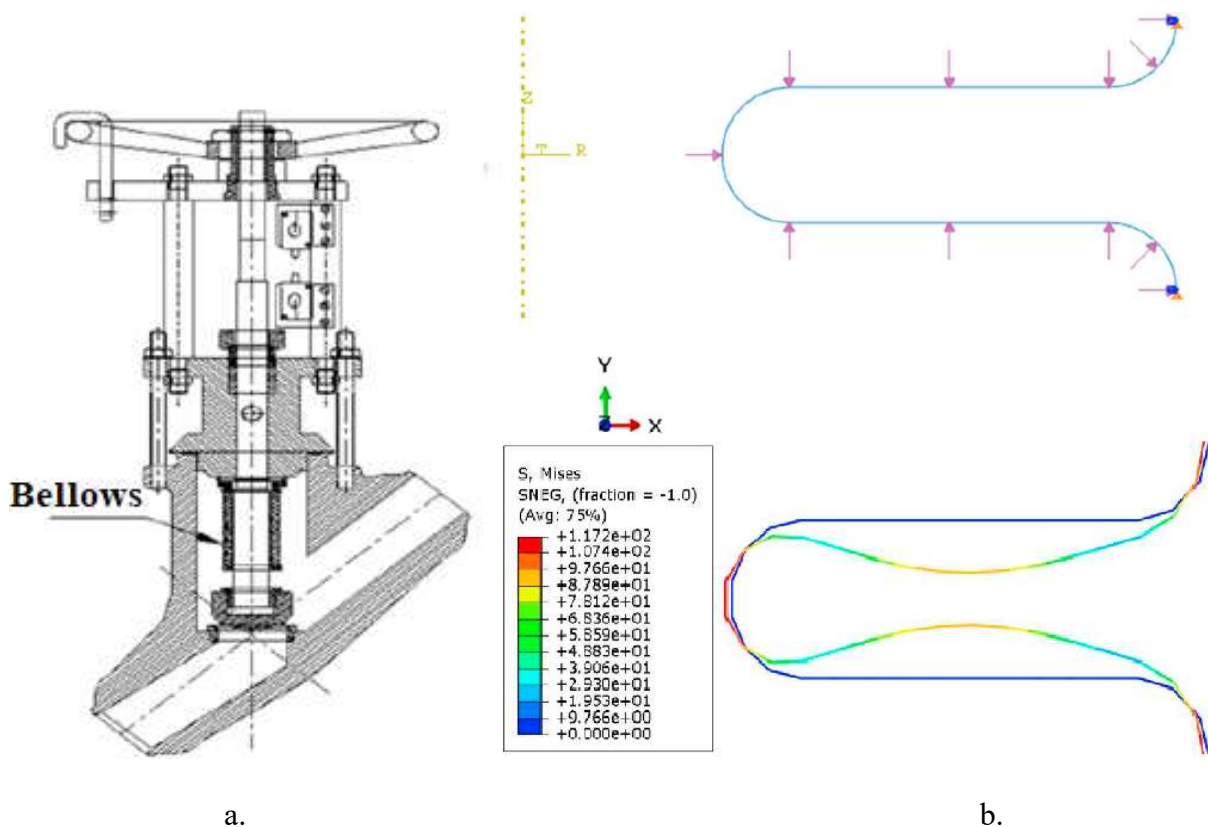 Z
T R
Y
Z X
Bellows
S, Mises
SNEG, (fraction = -1.0)
(Avg: 75%)
+1.172e+02
+1.074e+02
+9.766e+01
+8.789e+01
+7.812e+01
+6.836e+01
+5.859e+01
+4.883e+01
+3.906e+01
+2.930e+01
+1.953e+01
+9.766e+00
+0.000e+00
a.
b.